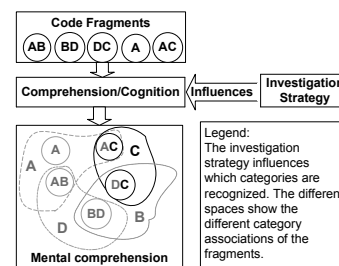 Code Fragments
AB BD DC A AC
Comprehension/Cognition
Influences
Investigation
Strategy
A
AC
C
A
AB
DC
BD
B
D
Mental comprehension
Legend:
The investigation
strategy influences
which categories are
recognized. The different
spaces show the
different category
associations of the
fragments.